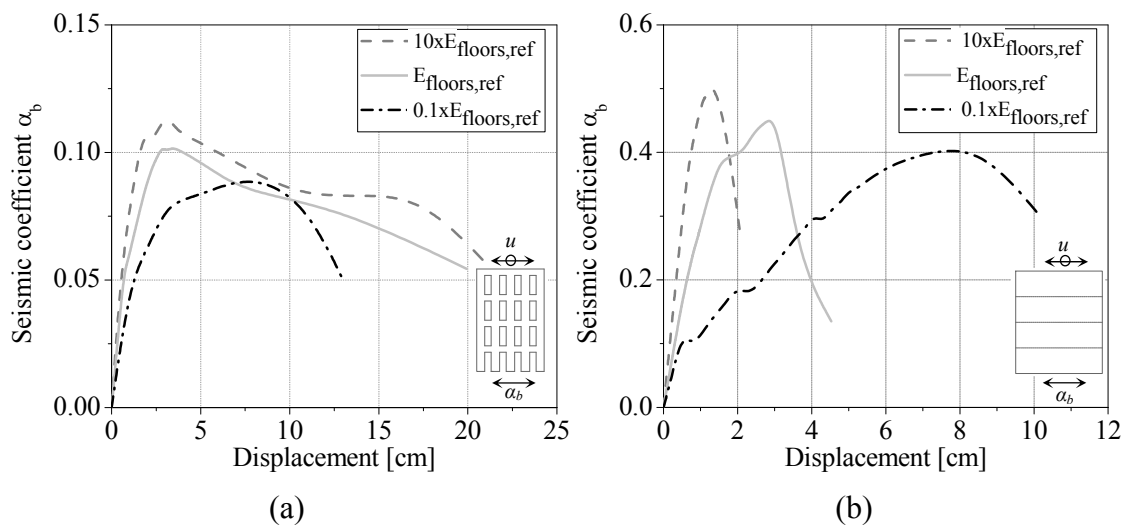 0.15
0.10
0.05
0.00
Seismic coefficient α_b
10xE_floors,ref
E_floors,ref
0.1xE_floors,ref
u
α_b
0 5 10 15 20 25
Displacement [cm]
(a)
0.6
0.4
0.2
0.0
Seismic coefficient α_b
10xE_floors,ref
E_floors,ref
0.1xE_floors,ref
u
α_b
0 2 4 6 8 10 12
Displacement [cm]
(b)